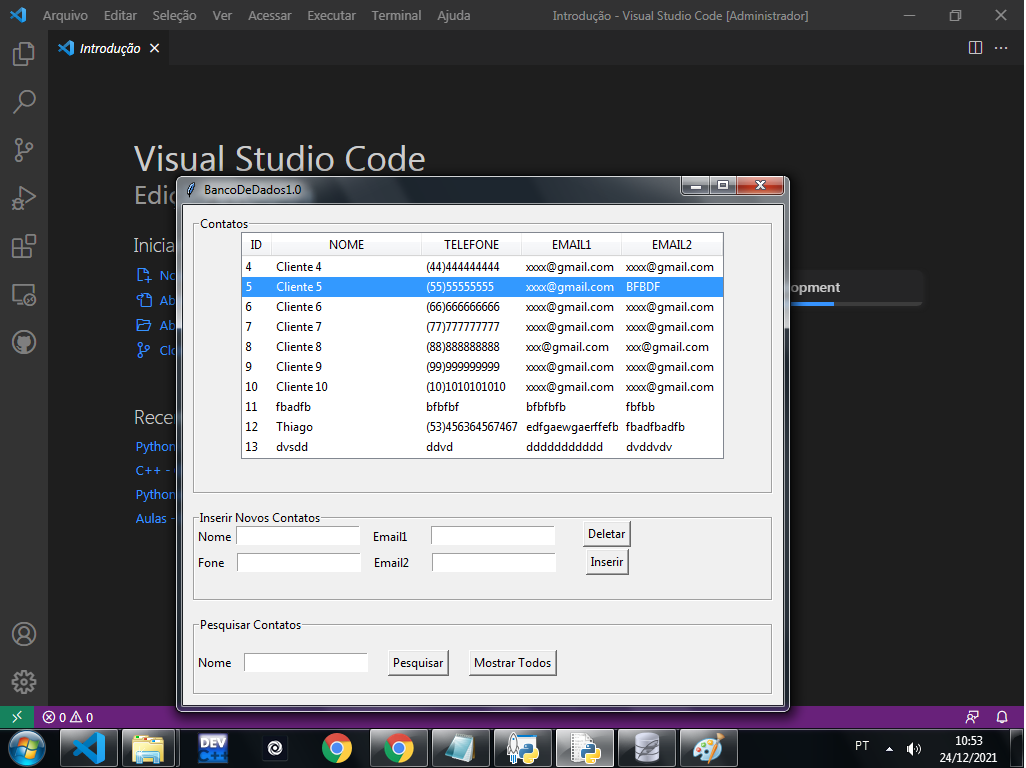 Arquivo Editar Seleção Ver Acessar Executar Terminal Ajuda Introdução - Visual Studio Code [Administrador]
Introdução
Visual Studio Code
Edi
BancoDeDados1.0
Contatos
ID NOME TELEFONE EMAIL1 EMAIL2
4 Cliente 4 (44)444444444 xxxx@gmail.com xxxx@gmail.com
5 Cliente 5 (55)55555555 xxxx@gmail.com BFBDF
6 Cliente 6 (66)666666666 xxxx@gmail.com xxxx@gmail.com
7 Cliente 7 (77)777777777 xxxx@gmail.com xxxx@gmail.com
8 Cliente 8 (88)888888888 xxx@gmail.com xxx@gmail.com
9 Cliente 9 (99)999999999 xxxx@gmail.com xxxx@gmail.com
10 Cliente 10 (10)1010101010 xxxx@gmail.com xxxx@gmail.com
11 fbadfb bfbfbf bfbfbfb fbfbb
12 Thiago (53)456364567467 edfgaewgaerffefb fbadfbadfb
13 dvsdd ddvd ddddddddddd dvddvdv
Inicia
No
Ab
Ab
Clo
opment
Recen
Python
C++ -
Python
Aulas -
Inserir Novos Contatos
Nome Email1 Deletar
Fone Email2 Inserir
Pesquisar Contatos
Nome Pesquisar Mostrar Todos
0 0
DEV C++
PT 10:53
24/12/2021